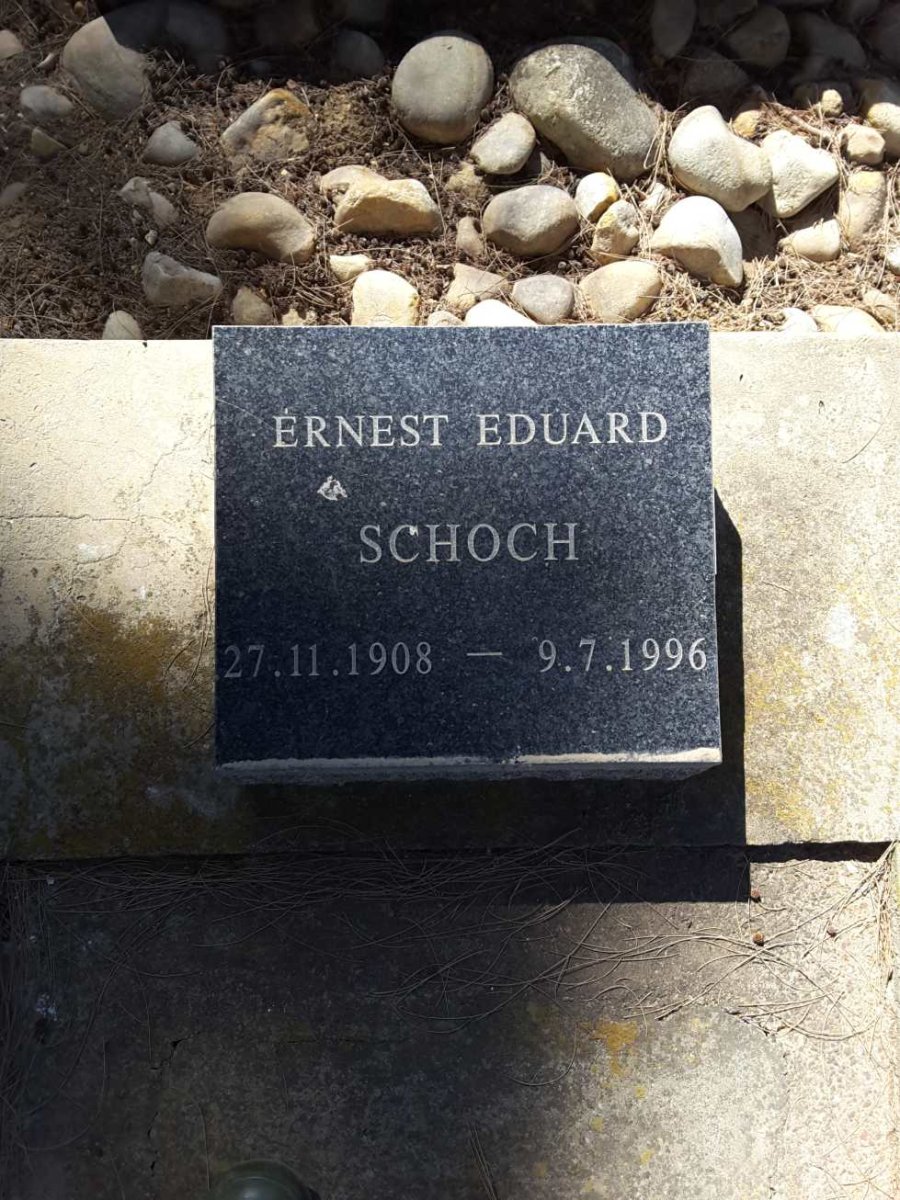 ERNEST EDUARD
SCHOCH
27.11.1908 — 9.7.1996